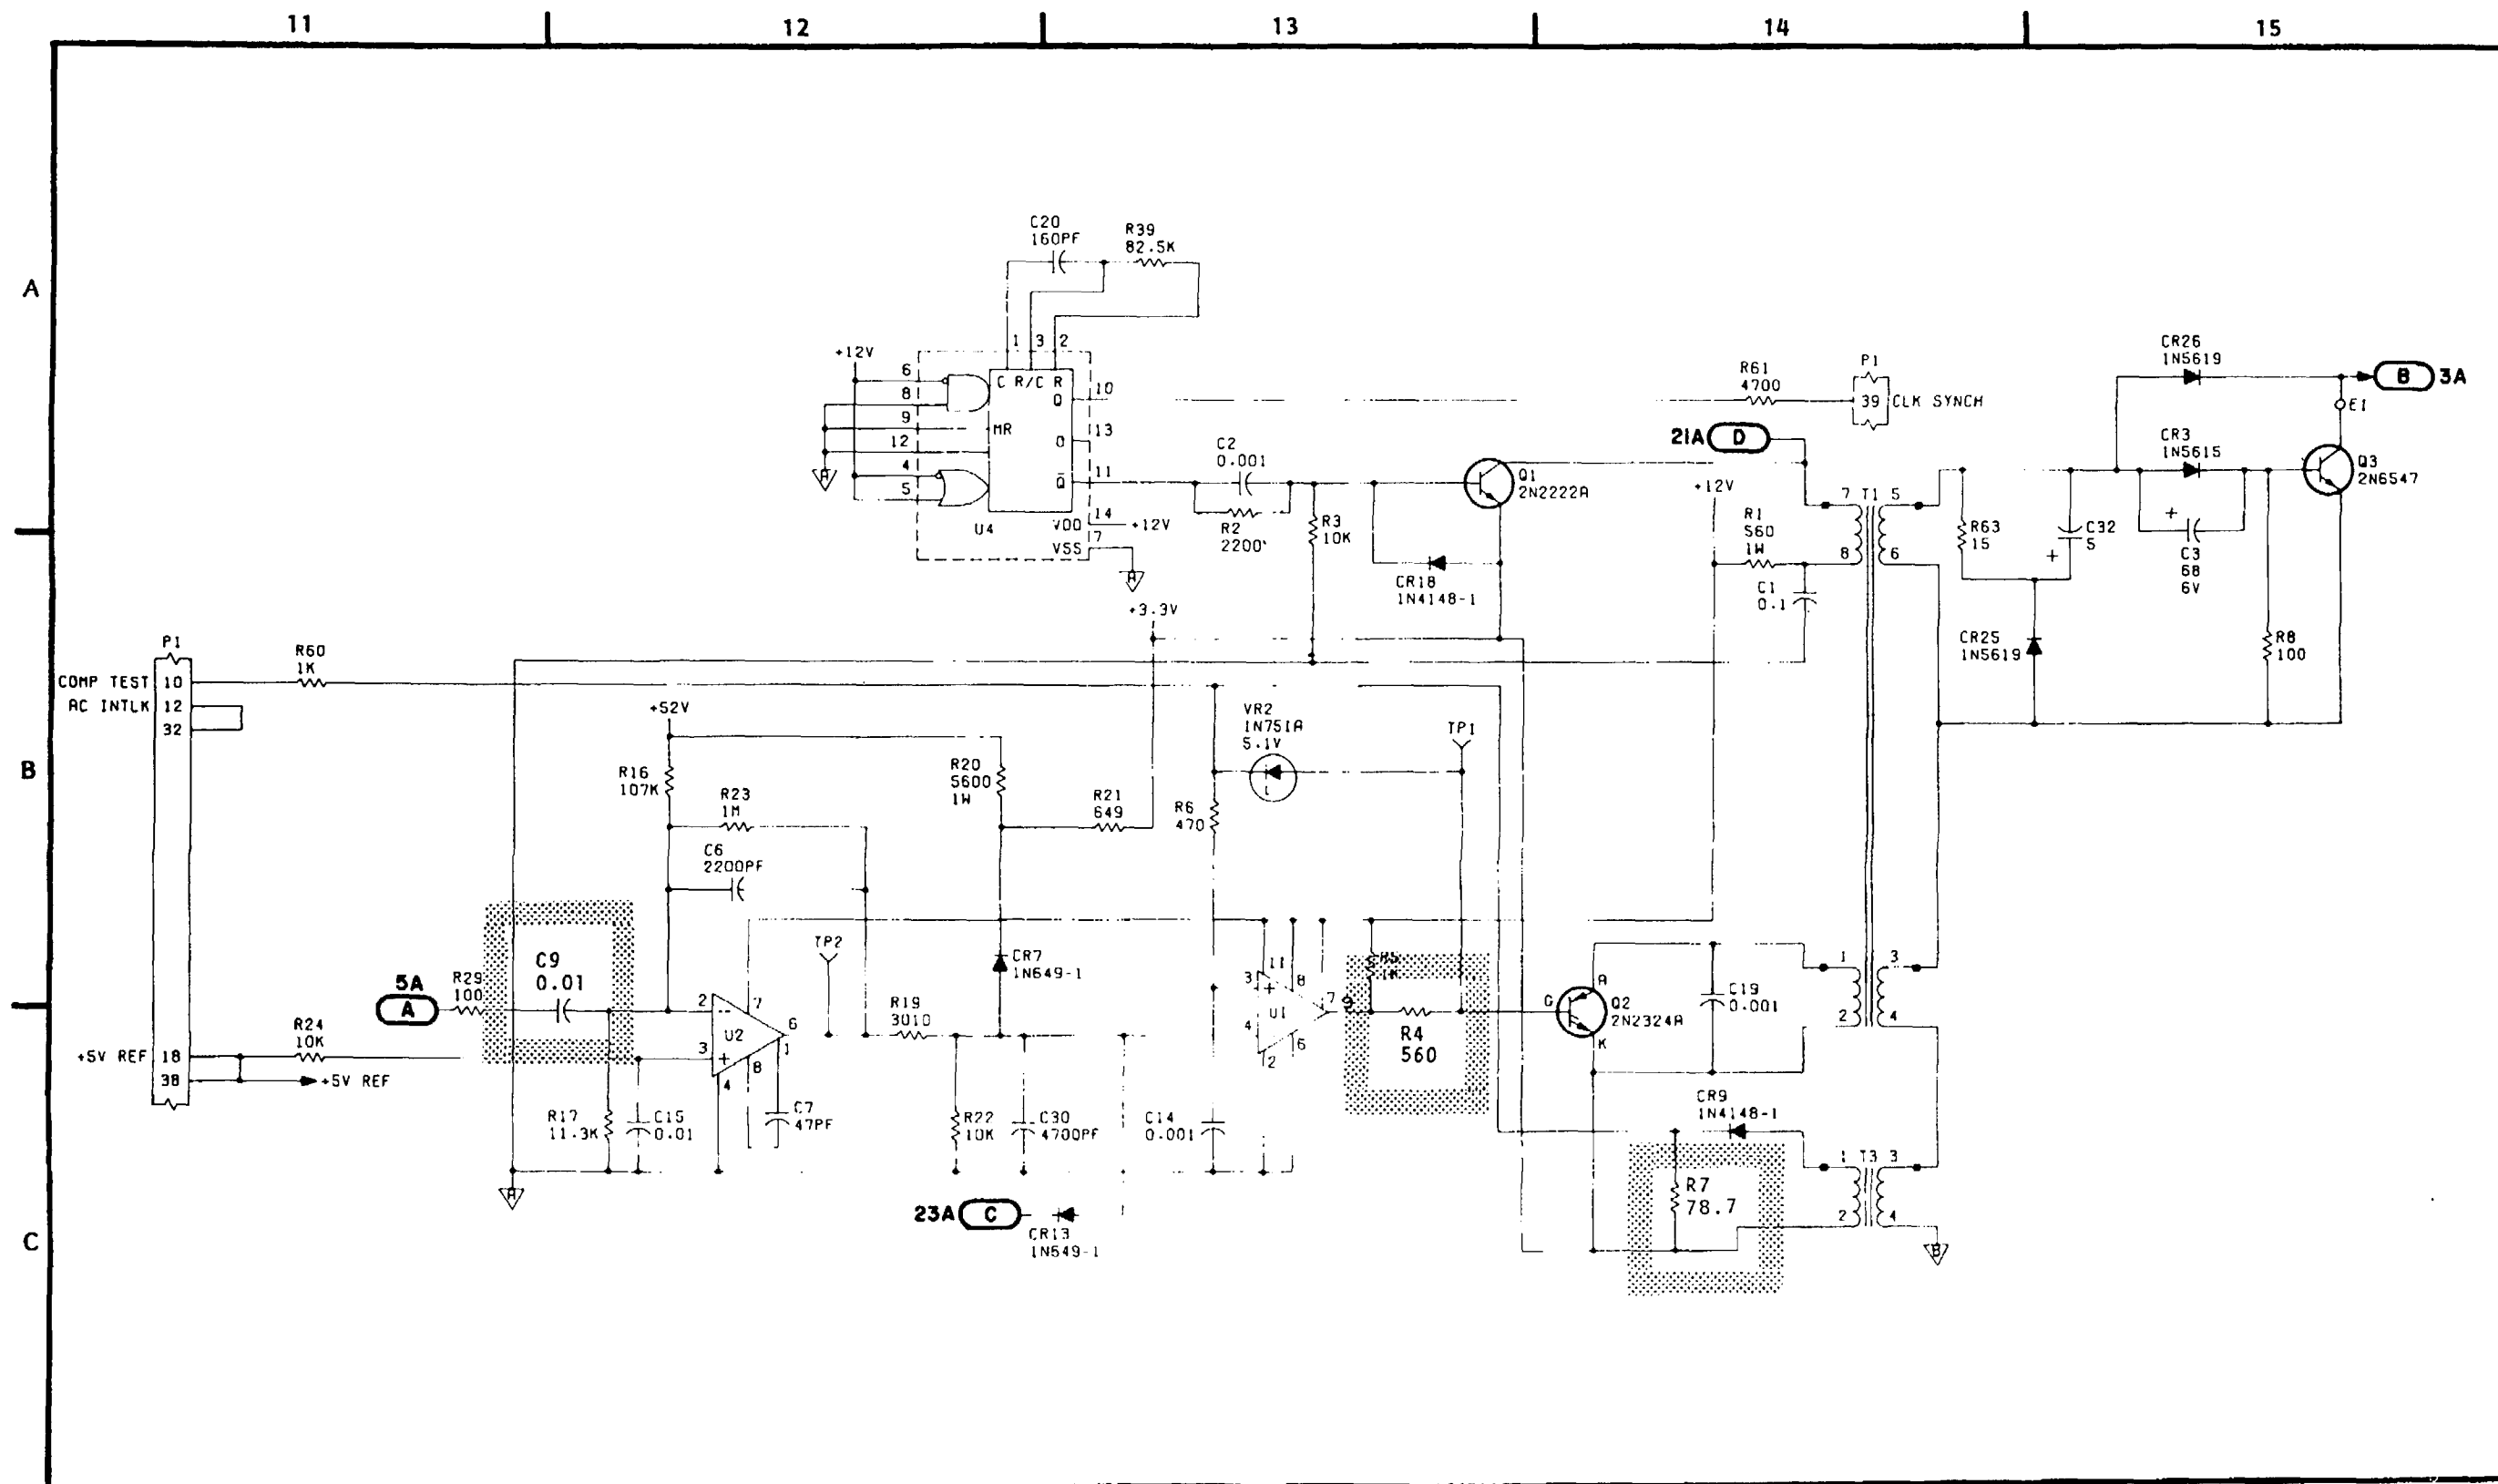 11 12 13 14 15
A
B
C
C20
160PF
R39
82.5K
1 3 2
+12V
6
8
9
12
4
5
C R/C R
Q
MR
O
Q̅
10
13
11
14
7
VDD
VSS
U4
+12V
A
A
C2
0.001
R2
2200
R3
10K
CR18
1N4148-1
Q1
2N2222A
R61
4700
P1
39
CLK SYNCH
21A D
+12V
R1
560
1W
C1
0.1
7 T1 5
8 6
R63
15
+
C32
5
CR26
1N5619
CR3
1N5615
+
C3
68
6V
B 3A
E1
Q3
2N6547
CR25
1N5619
R8
100
+3.3V
P1
COMP TEST 10
AC INTLK 12
32
R60
1K
+52V
R16
107K
R23
1M
C6
2200PF
R20
5600
1W
R21
649
VR2
1N751A
5.1V
R6
470
TP1
5A
A
R29
100
C9
0.01
TP2
CR7
1N649-1
2
-
7
U2
6
1
3
+
8
4
R19
3010
3
+
11
8
U1
7
9
4
2
6
R5
1K
R4
560
G
A
K
Q2
2N2324A
C19
0.001
1 3
2 4
+5V REF 18
38
R24
10K
+5V REF
R17
11.3K
C15
0.01
C7
47PF
R22
10K
C30
4700PF
C14
0.001
CR9
1N4148-1
A
23A C
CR13
1N649-1
R7
78.7
1 T3 3
2 4
B